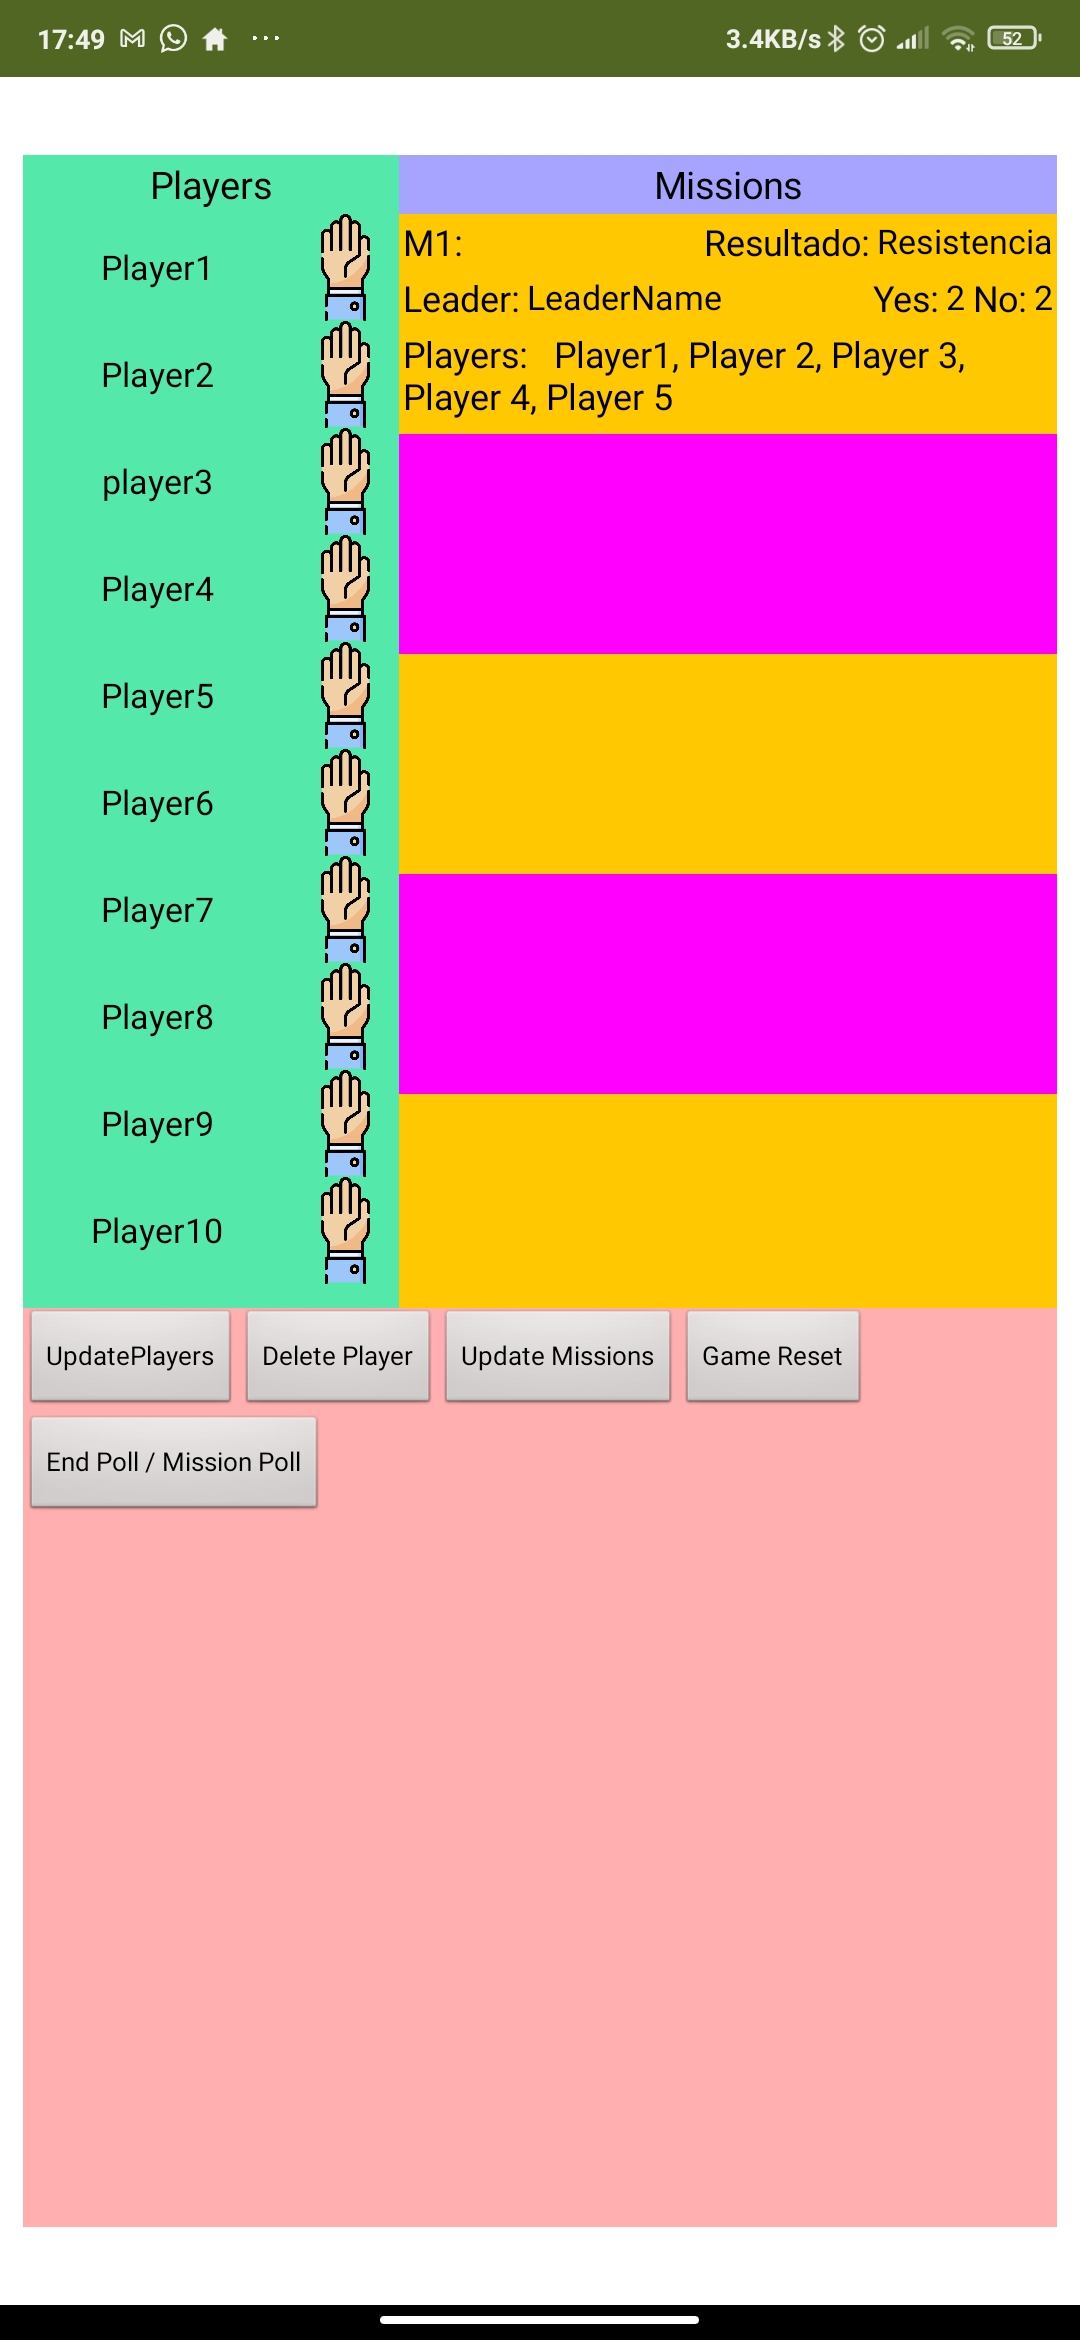 17:49 ... 3.4KB/s 52
Players
Missions
Player1
Player2
player3
Player4
Player5
Player6
Player7
Player8
Player9
Player10
M1: Resultado: Resistencia
Leader: LeaderName Yes: 2 No: 2
Players: Player1, Player 2, Player 3,
Player 4, Player 5
UpdatePlayers Delete Player Update Missions Game Reset
End Poll / Mission Poll